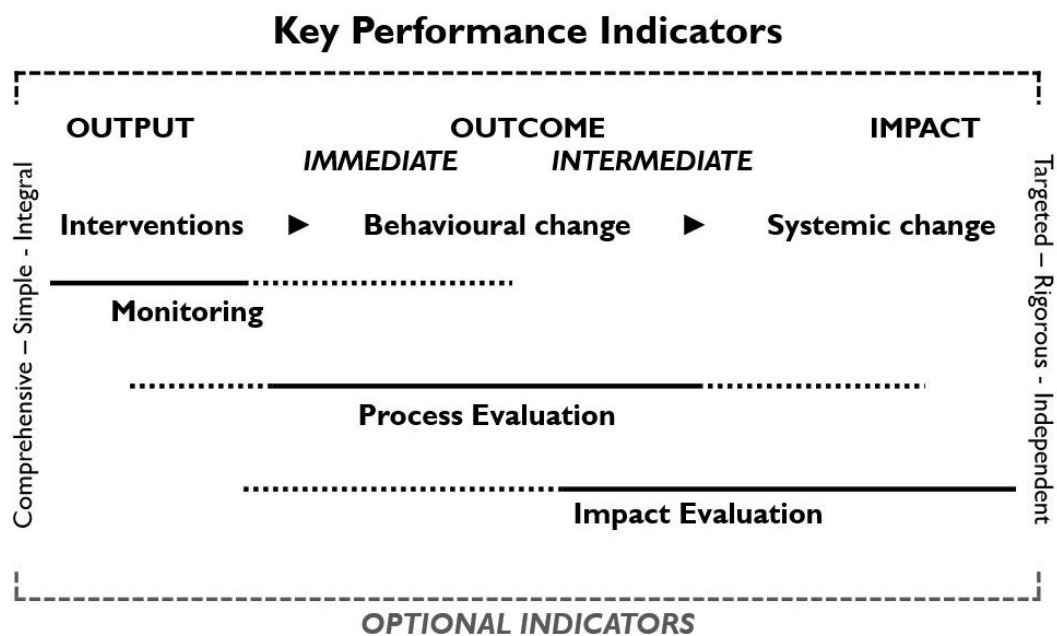 Key Performance Indicators
OUTPUT OUTCOME IMPACT
IMMEDIATE INTERMEDIATE
Interventions ► Behavioural change ► Systemic change
Monitoring
Process Evaluation
Impact Evaluation
Comprehensive – Simple - Integral
Targeted – Rigorous - Independent
OPTIONAL INDICATORS